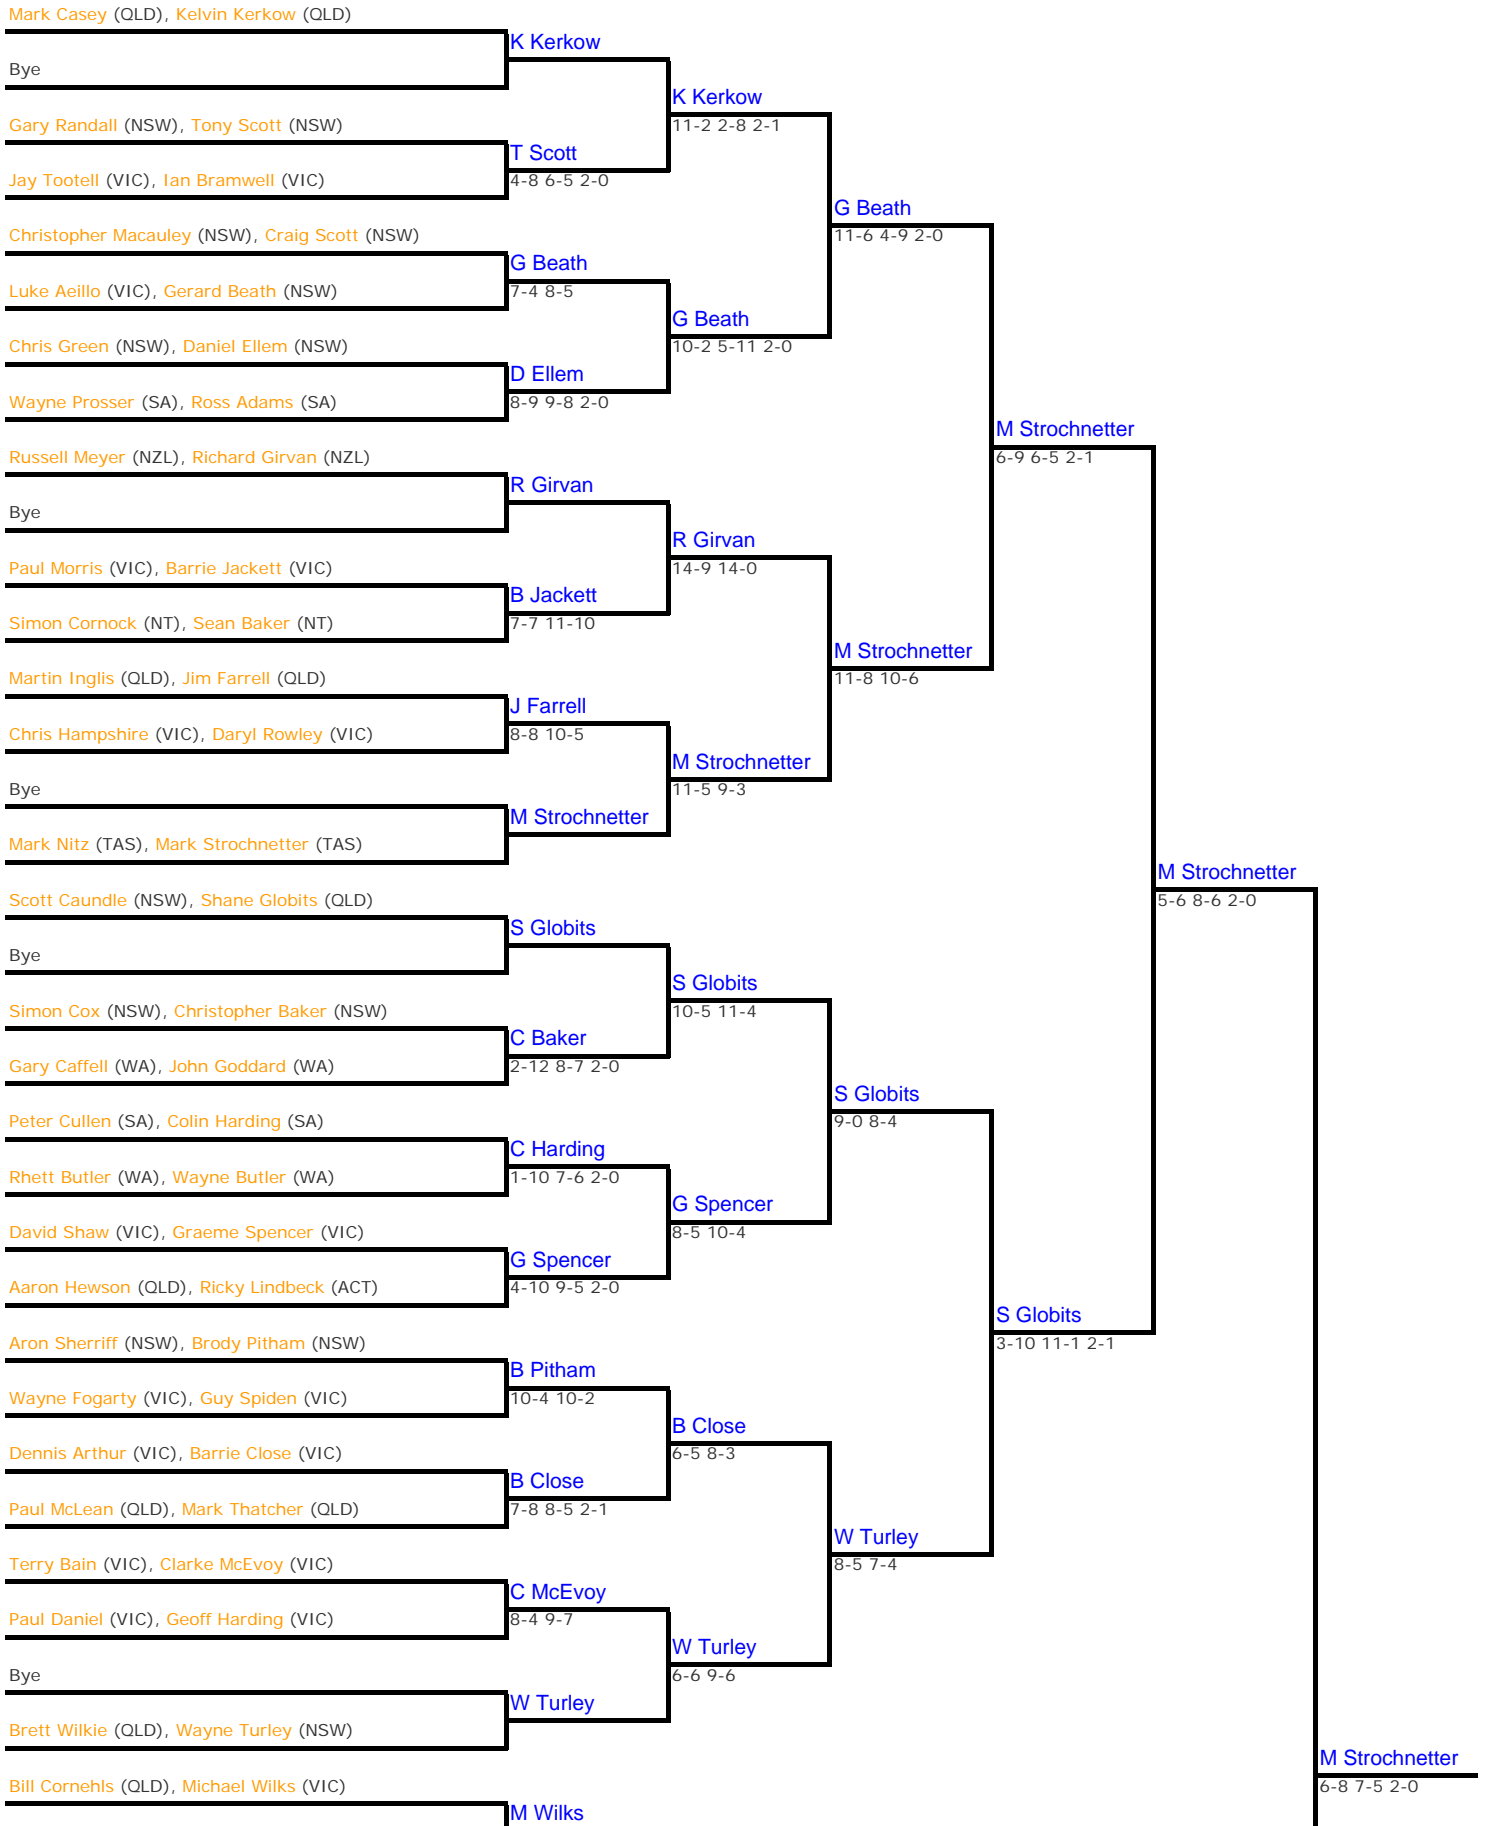 Mark Casey (QLD), Kelvin Kerkow (QLD)
K Kerkow
Bye
K Kerkow
11-2 2-8 2-1
Gary Randall (NSW), Tony Scott (NSW)
T Scott
4-8 6-5 2-0
Jay Tootell (VIC), Ian Bramwell (VIC)
G Beath
11-6 4-9 2-0
Christopher Macauley (NSW), Craig Scott (NSW)
G Beath
7-4 8-5
Luke Aeillo (VIC), Gerard Beath (NSW)
G Beath
10-2 5-11 2-0
Chris Green (NSW), Daniel Ellem (NSW)
D Ellem
8-9 9-8 2-0
Wayne Prosser (SA), Ross Adams (SA)
M Strochnetter
6-9 6-5 2-1
Russell Meyer (NZL), Richard Girvan (NZL)
R Girvan
Bye
R Girvan
14-9 14-0
Paul Morris (VIC), Barrie Jackett (VIC)
B Jackett
7-7 11-10
Simon Cornock (NT), Sean Baker (NT)
M Strochnetter
11-8 10-6
Martin Inglis (QLD), Jim Farrell (QLD)
J Farrell
8-8 10-5
Chris Hampshire (VIC), Daryl Rowley (VIC)
M Strochnetter
11-5 9-3
Bye
M Strochnetter
Mark Nitz (TAS), Mark Strochnetter (TAS)
M Strochnetter
5-6 8-6 2-0
Scott Caundle (NSW), Shane Globits (QLD)
S Globits
Bye
S Globits
10-5 11-4
Simon Cox (NSW), Christopher Baker (NSW)
C Baker
2-12 8-7 2-0
Gary Caffell (WA), John Goddard (WA)
S Globits
9-0 8-4
Peter Cullen (SA), Colin Harding (SA)
C Harding
1-10 7-6 2-0
Rhett Butler (WA), Wayne Butler (WA)
G Spencer
8-5 10-4
David Shaw (VIC), Graeme Spencer (VIC)
G Spencer
4-10 9-5 2-0
Aaron Hewson (QLD), Ricky Lindbeck (ACT)
S Globits
3-10 11-1 2-1
Aron Sherriff (NSW), Brody Pitham (NSW)
B Pitham
10-4 10-2
Wayne Fogarty (VIC), Guy Spiden (VIC)
B Close
6-5 8-3
Dennis Arthur (VIC), Barrie Close (VIC)
B Close
7-8 8-5 2-1
Paul McLean (QLD), Mark Thatcher (QLD)
W Turley
8-5 7-4
Terry Bain (VIC), Clarke McEvoy (VIC)
C McEvoy
8-4 9-7
Paul Daniel (VIC), Geoff Harding (VIC)
W Turley
6-6 9-6
Bye
W Turley
Brett Wilkie (QLD), Wayne Turley (NSW)
M Strochnetter
6-8 7-5 2-0
Bill Cornehls (QLD), Michael Wilks (VIC)
M Wilks